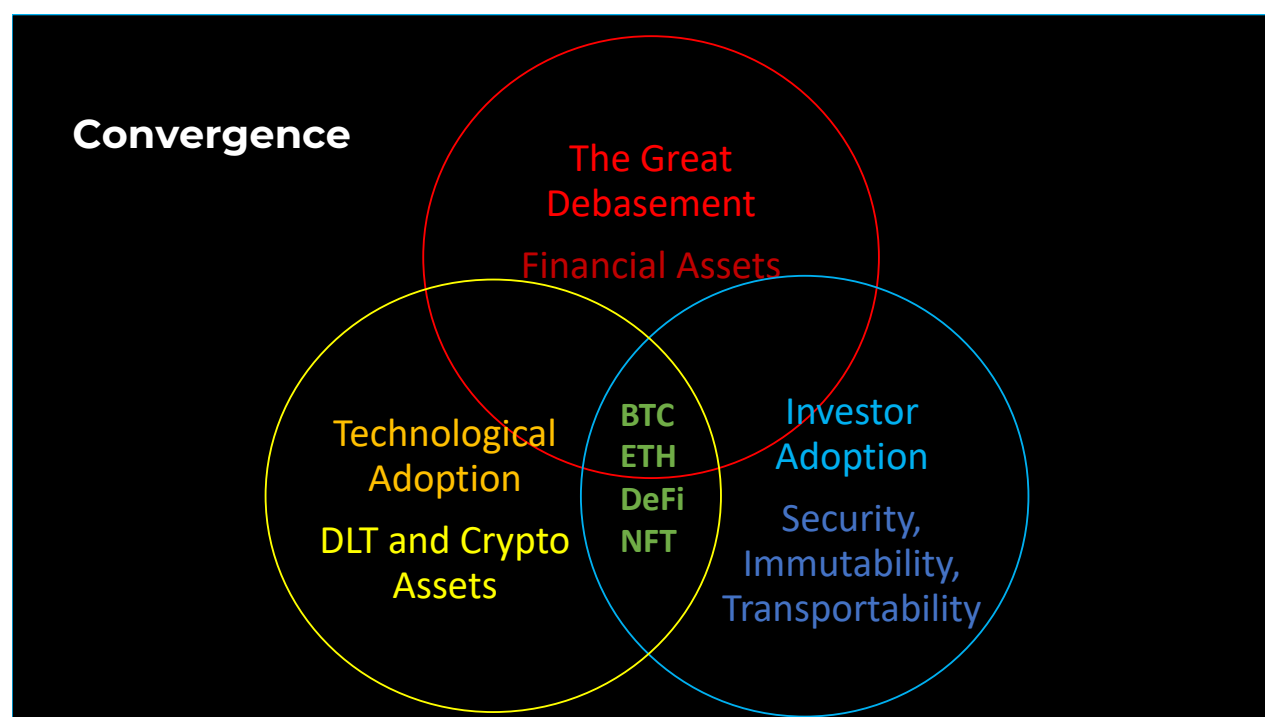 Convergence
The Great
Debasement
Financial Assets
Technological
Adoption
DLT and Crypto
Assets
BTC
ETH
DeFi
NFT
Investor
Adoption
Security,
Immutability,
Transportability